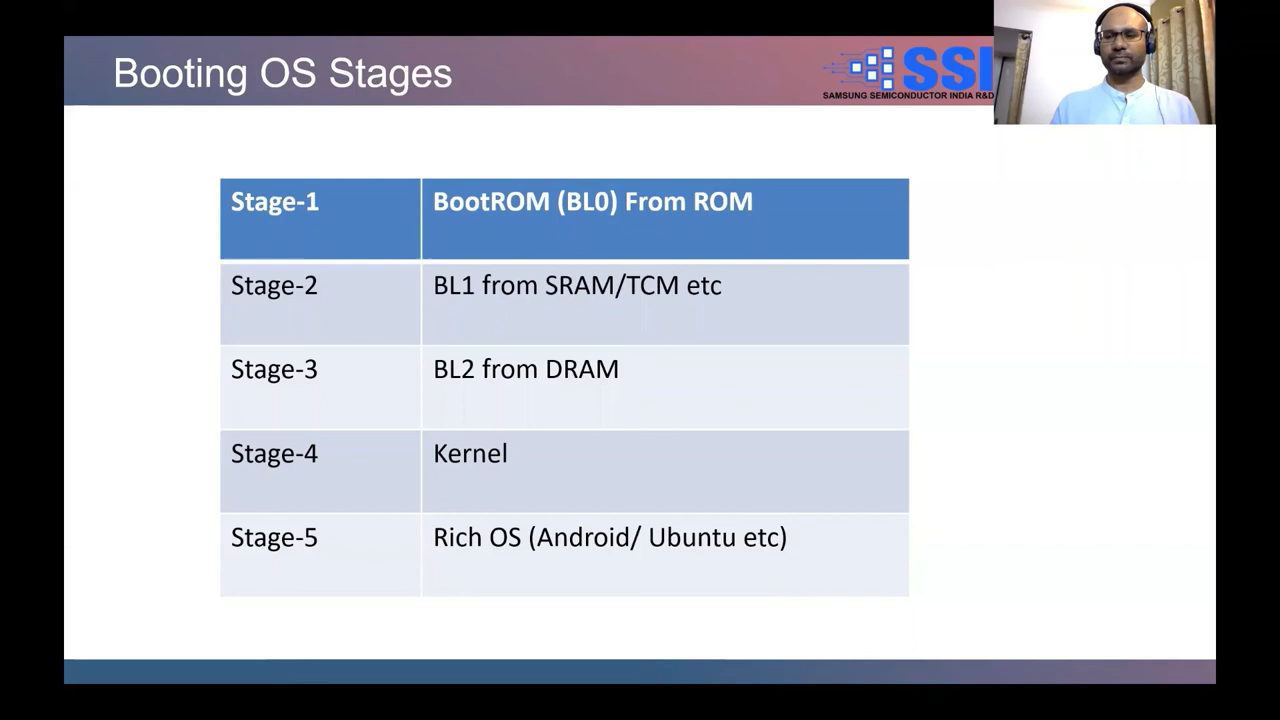 Booting OS Stages
SSI
SAMSUNG SEMICONDUCTOR INDIA R&D
Stage-1 BootROM (BL0) From ROM
Stage-2 BL1 from SRAM/TCM etc
Stage-3 BL2 from DRAM
Stage-4 Kernel
Stage-5 Rich OS (Android/ Ubuntu etc)